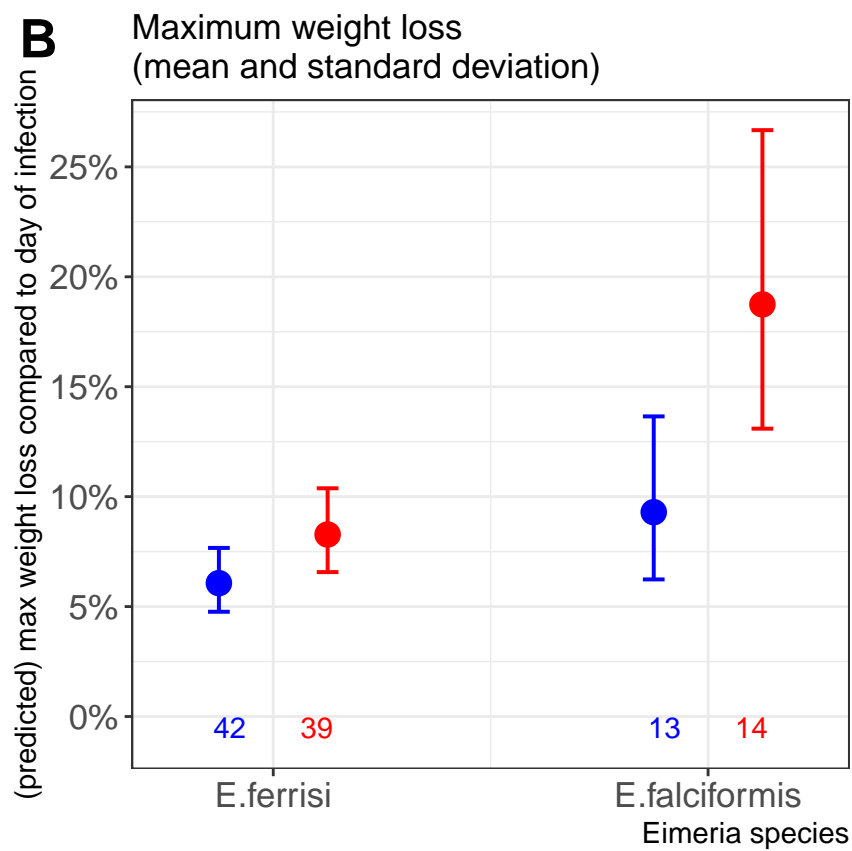 B
Maximum weight loss
(mean and standard deviation)
(predicted) max weight loss compared to day of infection
25%
20%
15%
10%
5%
0%
42 39 13 14
E.ferrisi E.falciformis
Eimeria species